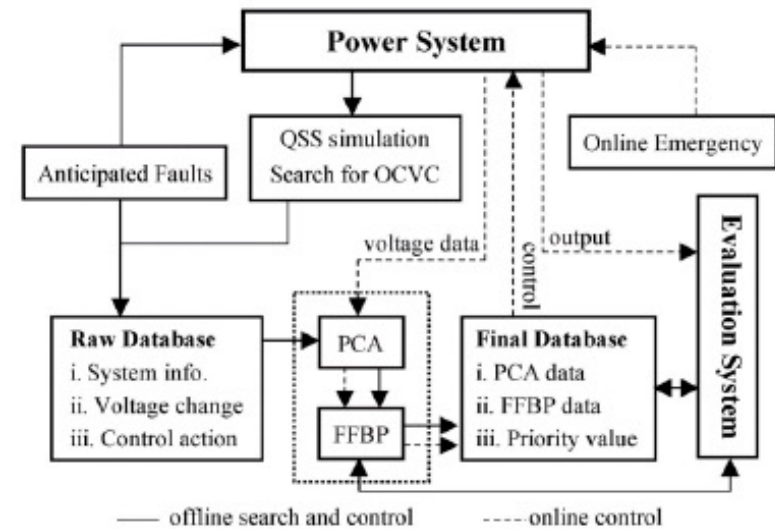 Power System
QSS simulation
Search for OCVC
Anticipated Faults
Online Emergency
voltage data
control
output
Evaluation System
Raw Database
i. System info.
ii. Voltage change
iii. Control action
PCA
FFBP
Final Database
i. PCA data
ii. FFBP data
iii. Priority value
offline search and control
online control